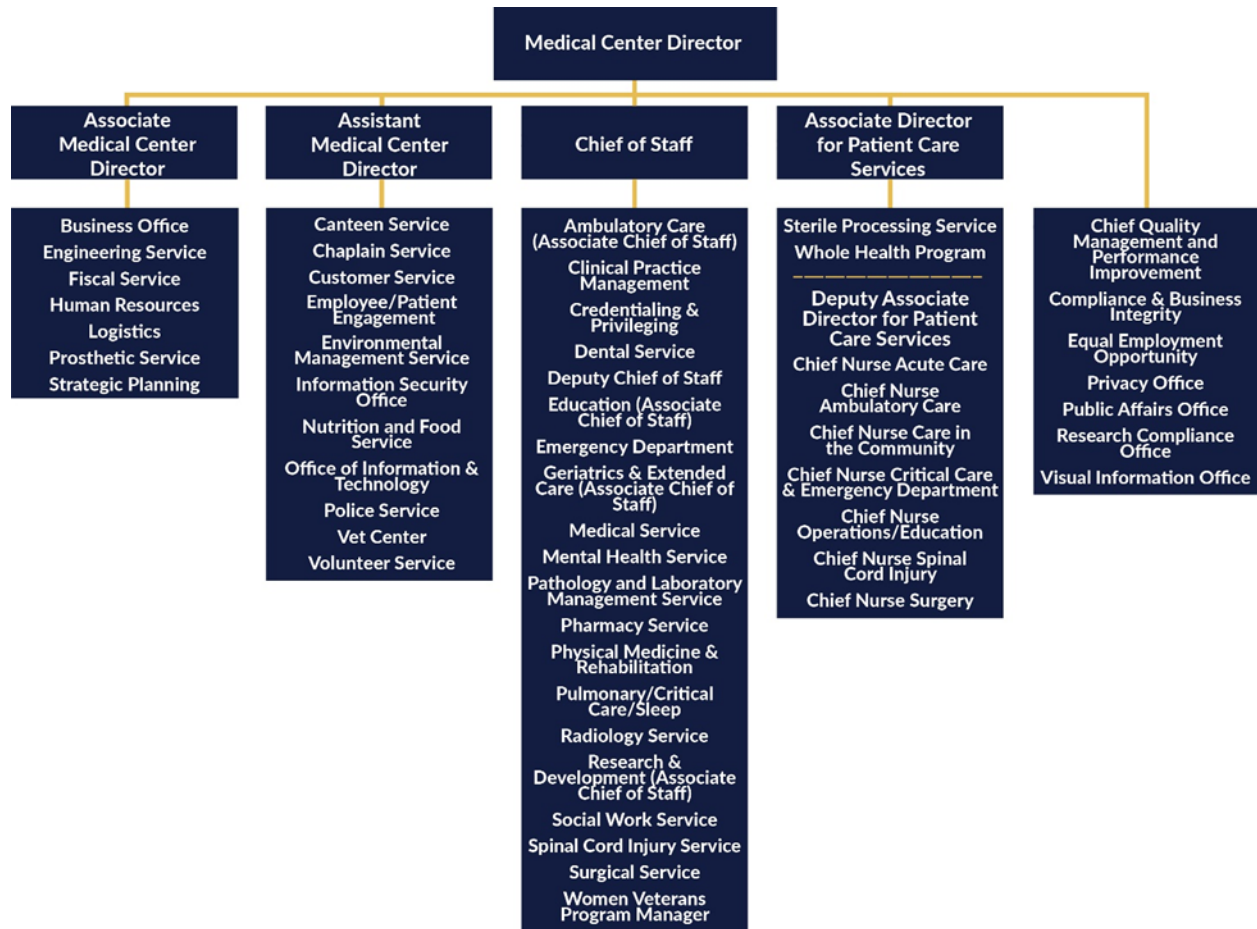 Medical Center Director
Associate
Medical Center
Director
Assistant
Medical Center
Director
Chief of Staff
Associate Director
for Patient Care
Services
Business Office
Engineering Service
Fiscal Service
Human Resources
Logistics
Prosthetic Service
Strategic Planning
Canteen Service
Chaplain Service
Customer Service
Employee/Patient
Engagement
Environmental
Management Service
Information Security
Office
Nutrition and Food
Service
Office of Information &
Technology
Police Service
Vet Center
Volunteer Service
Ambulatory Care
(Associate Chief of Staff)
Clinical Practice
Management
Credentialing &
Privileging
Dental Service
Deputy Chief of Staff
Education (Associate
Chief of Staff)
Emergency Department
Geriatrics & Extended
Care (Associate Chief of
Staff)
Medical Service
Mental Health Service
Pathology and Laboratory
Management Service
Pharmacy Service
Physical Medicine &
Rehabilitation
Pulmonary/Critical
Care/Sleep
Radiology Service
Research &
Development (Associate
Chief of Staff)
Social Work Service
Spinal Cord Injury Service
Surgical Service
Women Veterans
Program Manager
Sterile Processing Service
Whole Health Program
Deputy Associate
Director for Patient
Care Services
Chief Nurse Acute Care
Chief Nurse
Ambulatory Care
Chief Nurse Care in
the Community
Chief Nurse Critical Care
& Emergency Department
Chief Nurse
Operations/Education
Chief Nurse Spinal
Cord Injury
Chief Nurse Surgery
Chief Quality
Management and
Performance
Improvement
Compliance & Business
Integrity
Equal Employment
Opportunity
Privacy Office
Public Affairs Office
Research Compliance
Office
Visual Information Office